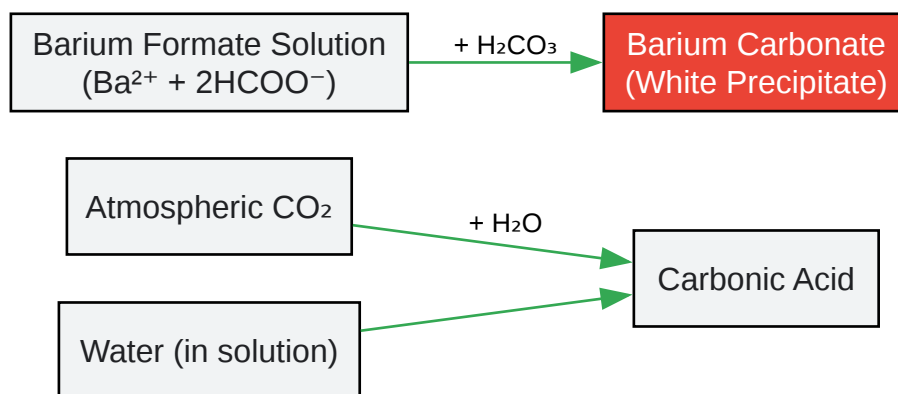 Barium Formate Solution
(Ba²⁺ + 2HCOO⁻)
+ H₂CO₃
Barium Carbonate
(White Precipitate)
Atmospheric CO₂
+ H₂O
Carbonic Acid
Water (in solution)